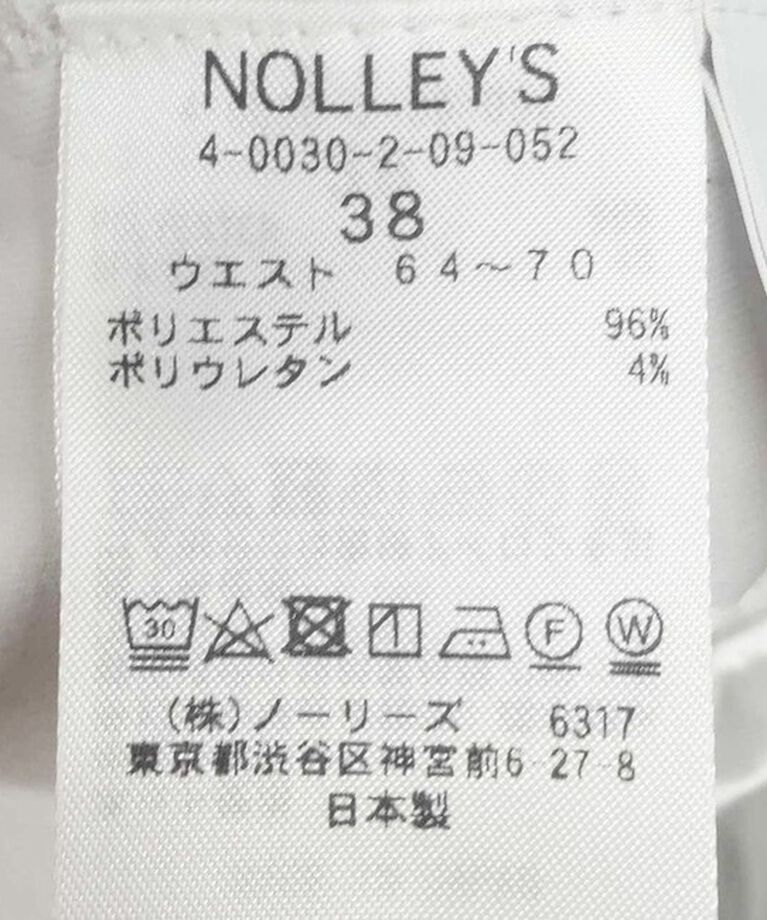 NOLLEY'S
4-0030-2-09-052
38
ウエスト 64〜70
ポリエステル 96%
ポリウレタン 4%
30 F W
(株)ノーリーズ 6317
東京都渋谷区神宮前6-27-8
日本製